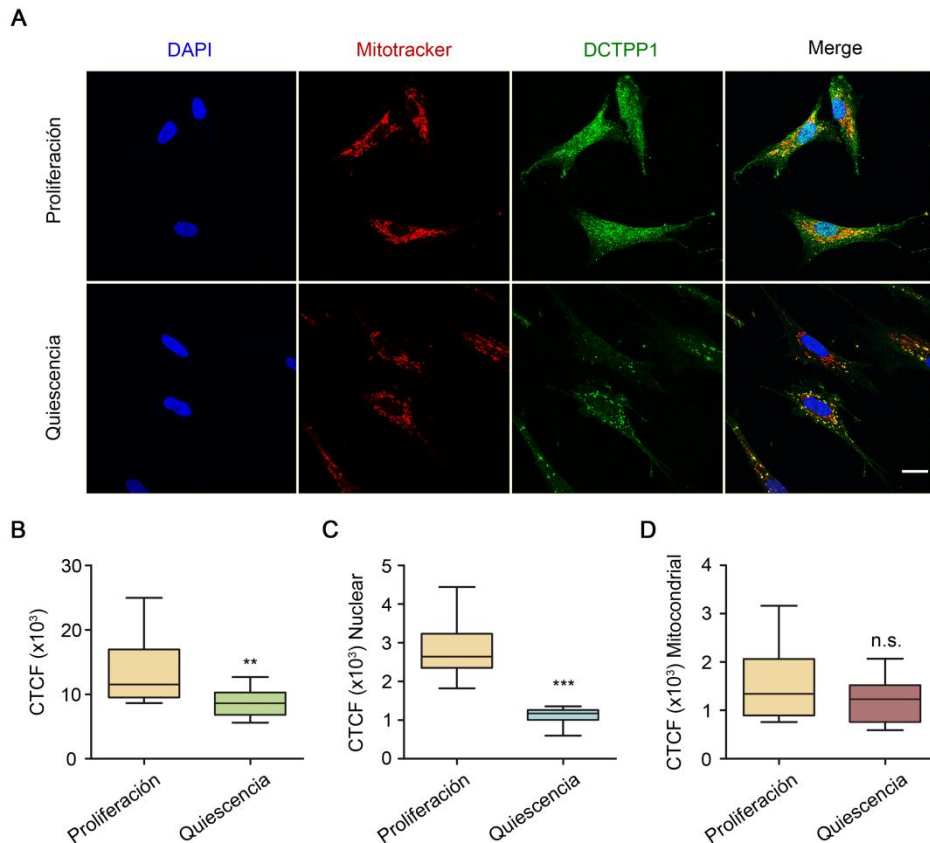 A
DAPI Mitotracker DCTPP1 Merge
Proliferación
Quiescencia
B
CTCF (x10³)
30
20
10
0
**
Proliferación Quiescencia
C
CTCF (x10³) Nuclear
5
4
3
2
1
0
***
Proliferación Quiescencia
D
CTCF (x10³) Mitocondrial
4
3
2
1
0
n.s.
Proliferación Quiescencia